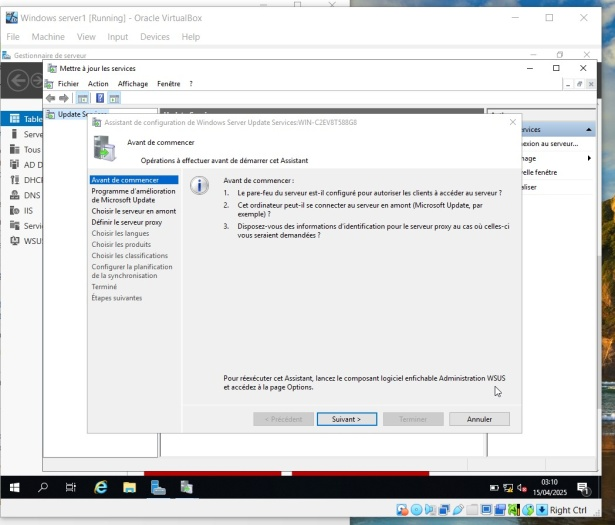 Windows server1 [Running] - Oracle VirtualBox
File Machine View Input Devices Help
Gestionnaire de serveur
Mettre à jour les services
Fichier Action Affichage Fenêtre ?
Update Se
Assistant de configuration de Windows Server Update Services:WIN-C2EV8T588G8
Avant de commencer
Opérations à effectuer avant de démarrer cet Assistant
Avant de commencer
Programme d'amélioration
de Microsoft Update
Choisir le serveur en amont
Définir le serveur proxy
Choisir les langues
Choisir les produits
Choisir les classifications
Configurer la planification
de la synchronisation
Terminé
Étapes suivantes
Avant de commencer :
1. Le pare-feu du serveur est-il configuré pour autoriser les clients à accéder au serveur ?
2. Cet ordinateur peut-il se connecter au serveur en amont (Microsoft Update, par
exemple) ?
3. Disposez-vous des informations d'identification pour le serveur proxy au cas où celles-ci
vous seraient demandées ?
Pour réexécuter cet Assistant, lancez le composant logiciel enfichable Administration WSUS
et accédez à la page Options.
< Précédent Suivant > Terminer Annuler
Table
Serve
Tous
AD D
DHCI
DNS
IIS
Servi
WSU
rvices
nexion au serveur...
hage
velle fenêtre
aliser
03:10
15/04/2025
Right Ctrl